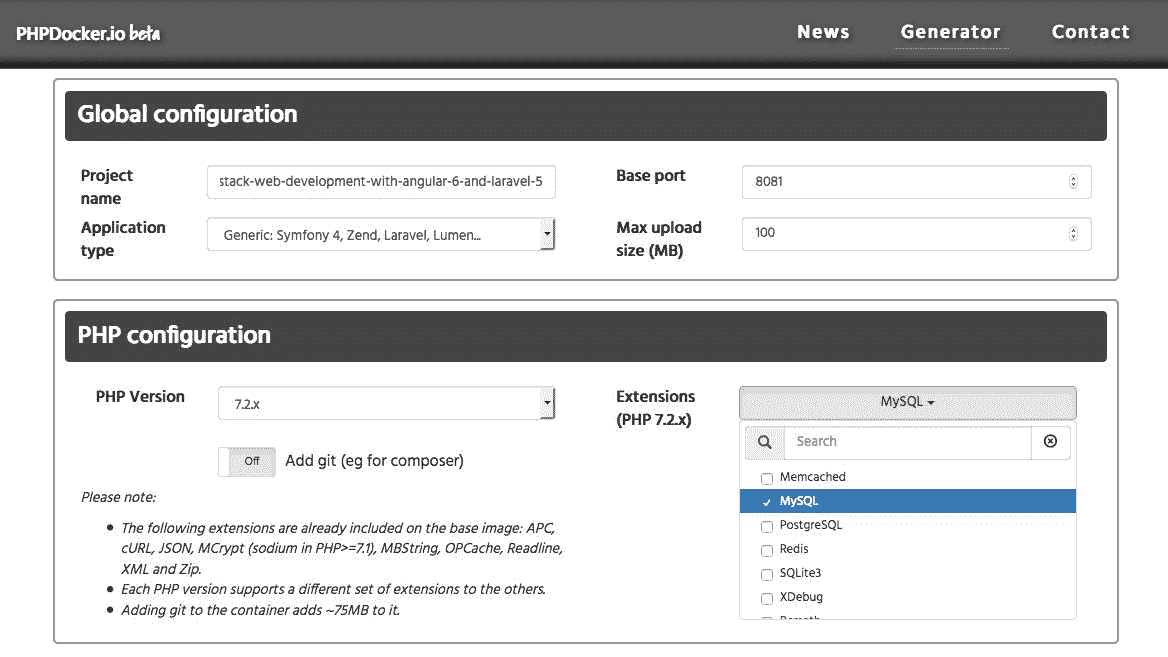 PHPDocker.io beta
News
Generator
Contact
Global configuration
Project
name
stack-web-development-with-angular-6-and-laravel-5
Base port
8081
Application
type
Generic: Symfony 4, Zend, Laravel, Lumen...
Max upload
size (MB)
100
PHP configuration
PHP Version
7.2.x
Extensions
(PHP 7.2.x)
MySQL
Off
Add git (eg for composer)
Search
Memcached
MySQL
PostgreSQL
Redis
SQLite3
XDebug
Please note:
The following extensions are already included on the base image: APC,
cURL, JSON, MCrypt (sodium in PHP>=7.1), MBString, OPCache, Readline,
XML and Zip.
Each PHP version supports a different set of extensions to the others.
Adding git to the container adds ~75MB to it.